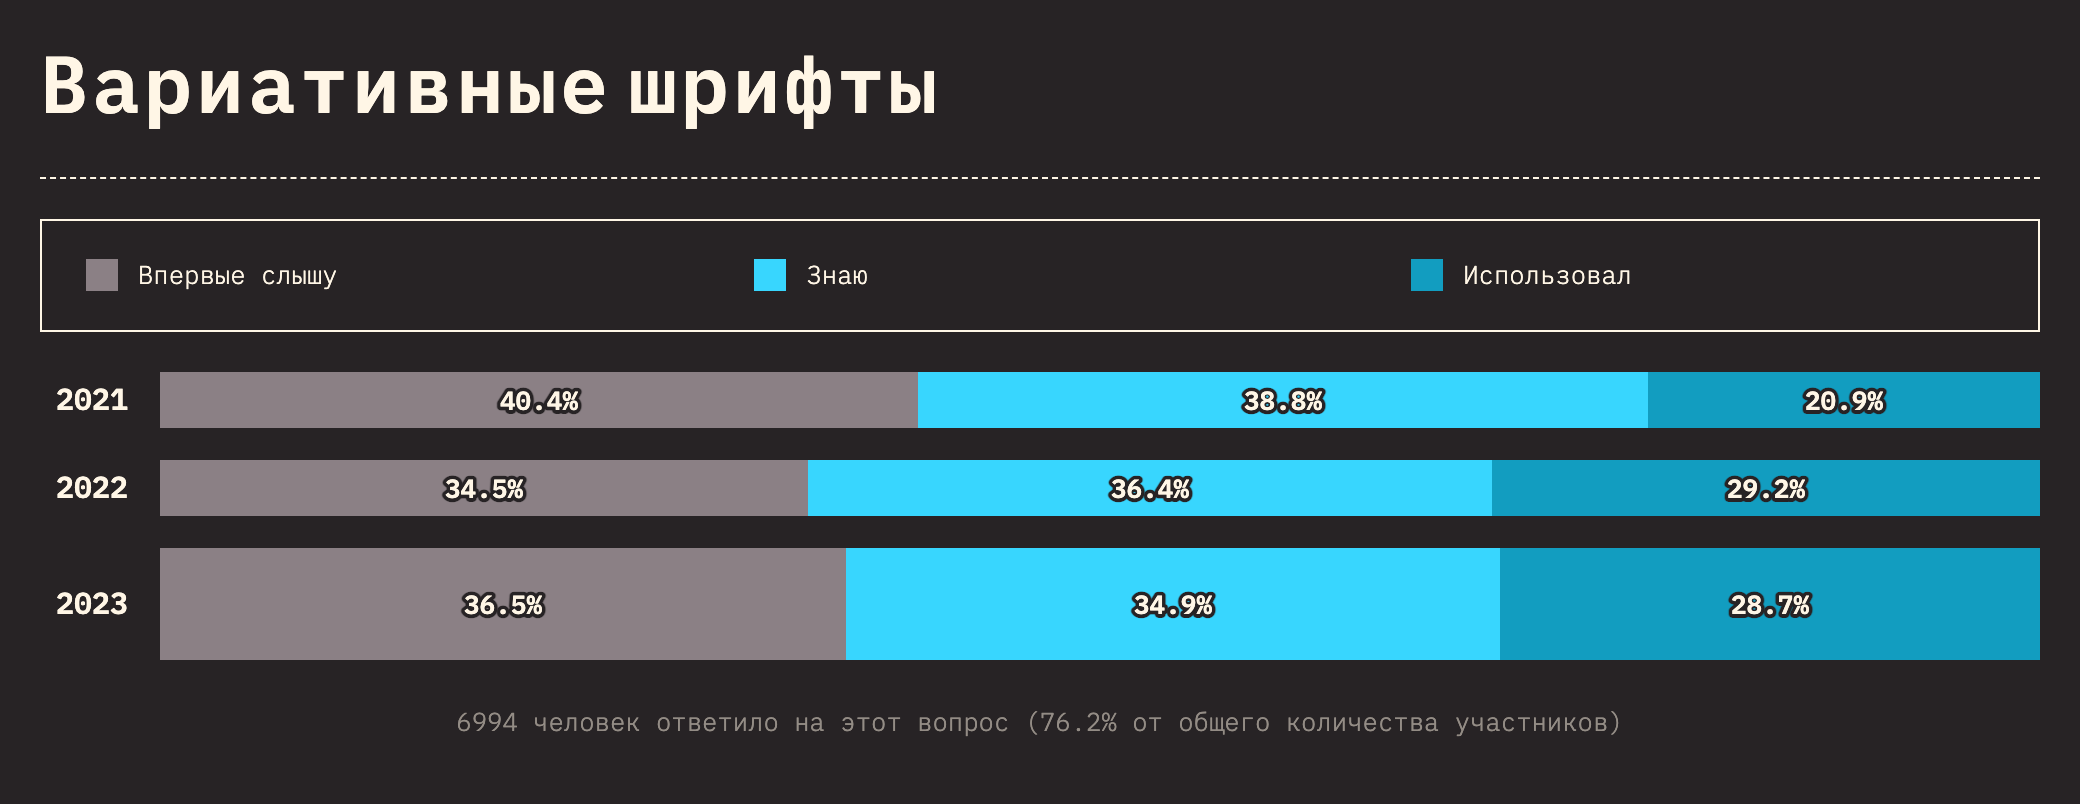 Вариативные шрифты
Впервые слышу Знаю Использовал
2021 40.4% 38.8% 20.9%
2022 34.5% 36.4% 29.2%
2023 36.5% 34.9% 28.7%
6994 человек ответило на этот вопрос (76.2% от общего количества участников)